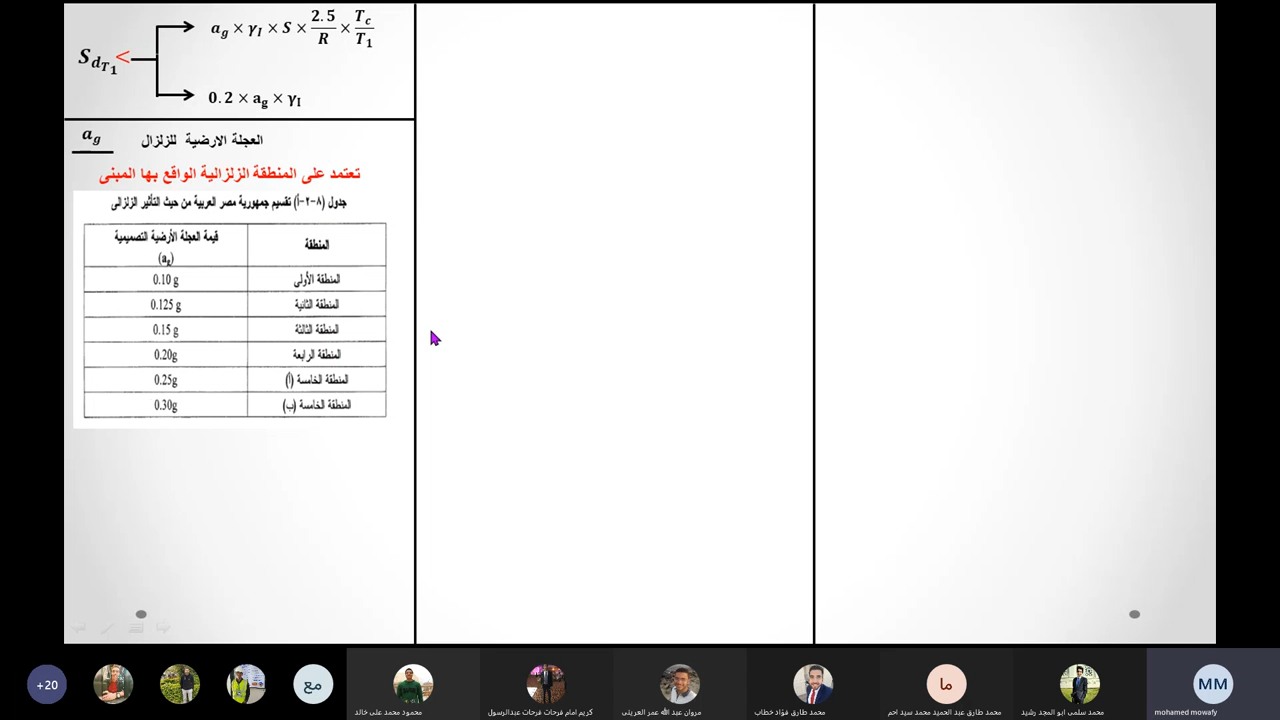 S_{d_{T_1}} <
a_g × γ_I × S × 2.5/R × T_c/T_1
0.2 × a_g × γ_I
a_g
العجلة الارضية للزلزال
تعتمد على المنطقة الزلزالية الواقع بها المبنى
جدول (٨-٢-أ) تقسيم جمهورية مصر العربية من حيث التأثير الزلزالى
المنطقة
قيمة العجلة الأرضية التصميمية
(a_g)
المنطقة الأولى 0.10 g
المنطقة الثانية 0.125 g
المنطقة الثالثة 0.15 g
المنطقة الرابعة 0.20g
المنطقة الخامسة (أ) 0.25g
المنطقة الخامسة (ب) 0.30g
+20
مع
محمود محمد على خالد
كريم امام فرحات فرحات عبدالرسول
مروان عبد الله عمر العرينى
محمد طارق فؤاد خطاب
ما
محمد طارق عبد الحميد محمد سيد احم
محمد سلمى ابو المجد رشيد
MM
mohamed mowafy